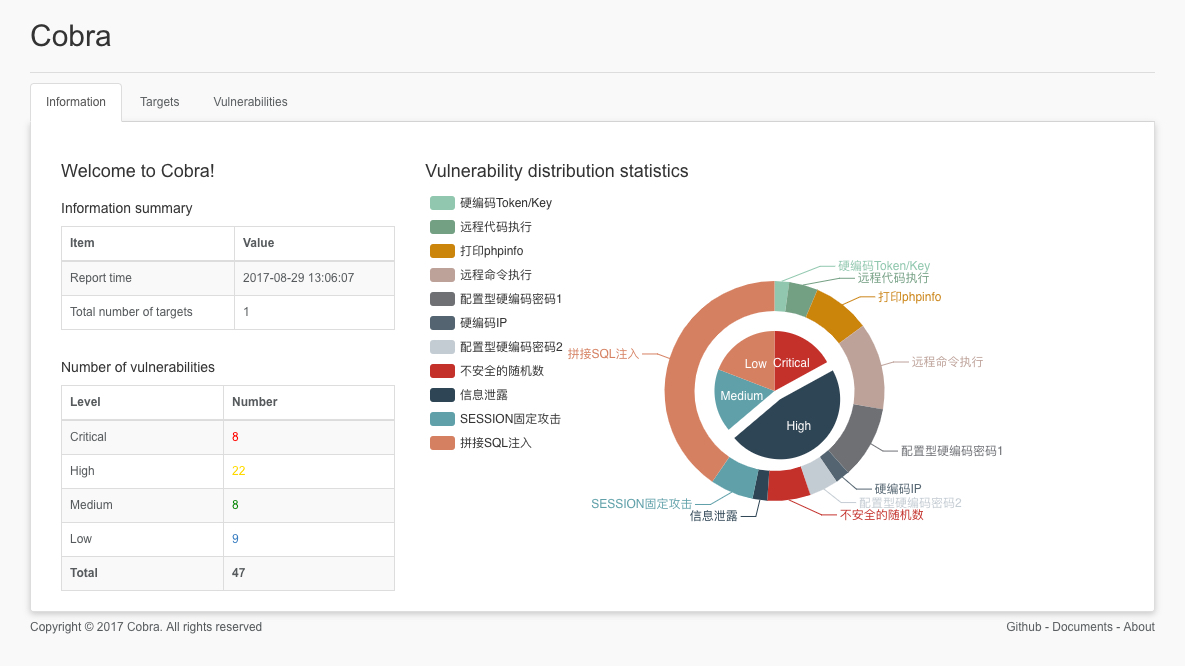 Cobra
Information Targets Vulnerabilities
Welcome to Cobra!
Information summary
Item Value
Report time 2017-08-29 13:06:07
Total number of targets 1
Number of vulnerabilities
Level Number
Critical 8
High 22
Medium 8
Low 9
Total 47
Vulnerability distribution statistics
硬编码Token/Key
远程代码执行
打印phpinfo
远程命令执行
配置型硬编码密码1
硬编码IP
配置型硬编码密码2
不安全的随机数
信息泄露
SESSION固定攻击
拼接SQL注入
硬编码Token/Key
远程代码执行
打印phpinfo
拼接SQL注入
远程命令执行
Low Critical
Medium
High
配置型硬编码密码1
硬编码IP
配置型硬编码密码2
SESSION固定攻击
不安全的随机数
信息泄露
Copyright © 2017 Cobra. All rights reserved
Github - Documents - About